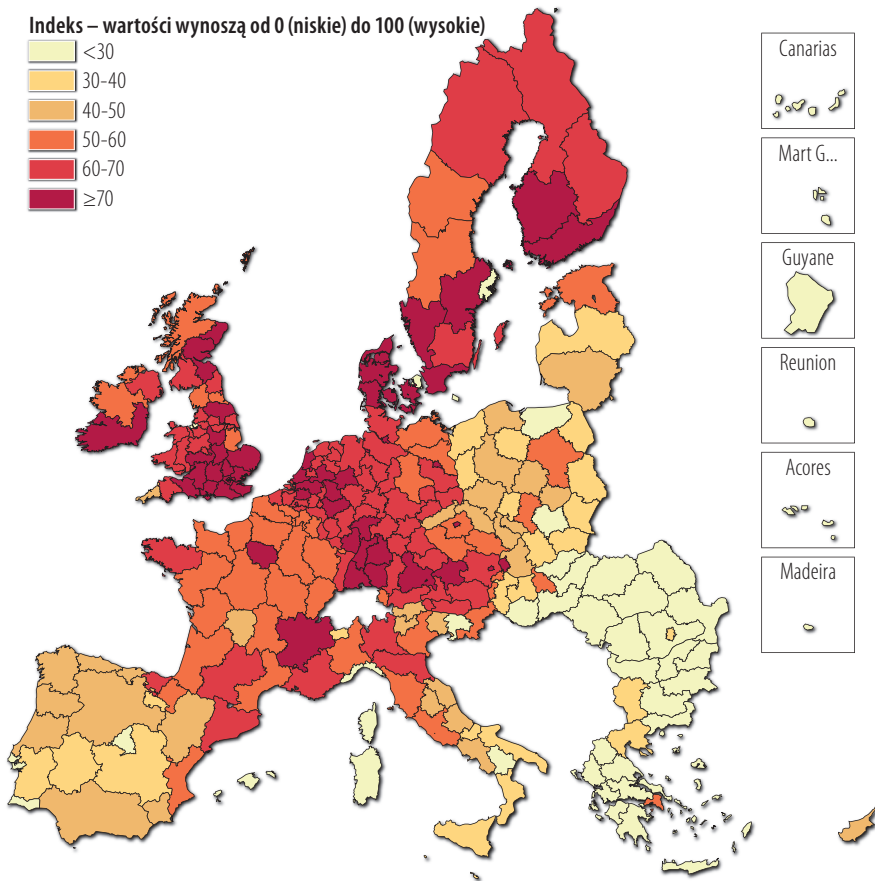 Indeks – wartości wynoszą od 0 (niskie) do 100 (wysokie)
<30
30-40
40-50
50-60
60-70
≥70
Canarias
Mart G...
Guyane
Reunion
Acores
Madeira